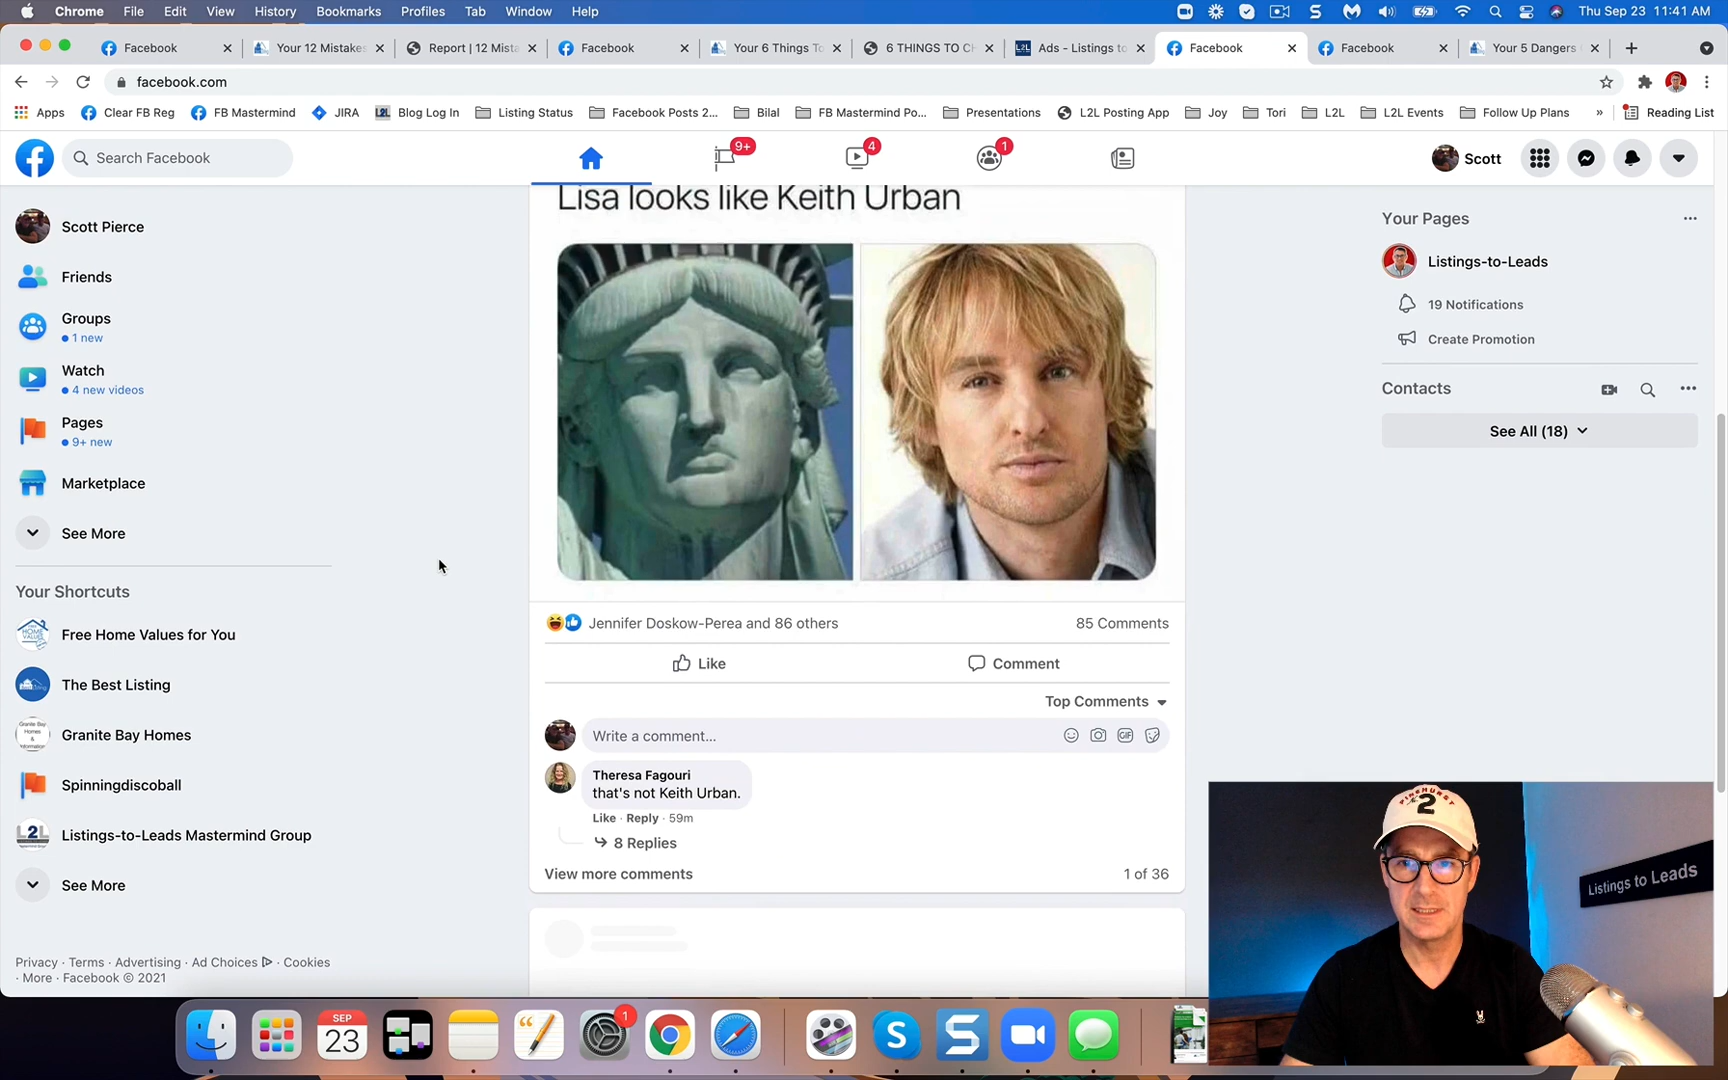 Chrome File Edit View History Bookmarks Profiles Tab Window Help
Thu Sep 23 11:41 AM
Facebook
Your 12 Mistakes
Report | 12 Mista
Facebook
Your 6 Things To
6 THINGS TO CH
Ads - Listings to
Facebook
Facebook
Your 5 Dangers
facebook.com
Apps
Clear FB Reg
FB Mastermind
JIRA
Blog Log In
Listing Status
Facebook Posts 2...
Bilal
FB Mastermind Po...
Presentations
L2L Posting App
Joy
Tori
L2L
L2L Events
Follow Up Plans
»
Reading List
Search Facebook
9+
4
1
Scott
Scott Pierce
Friends
Groups
1 new
Watch
4 new videos
Pages
9+ new
Marketplace
See More
Your Shortcuts
Free Home Values for You
The Best Listing
Granite Bay Homes
Spinningdiscoball
Listings-to-Leads Mastermind Group
See More
Privacy · Terms · Advertising · Ad Choices · Cookies
· More · Facebook © 2021
Lisa looks like Keith Urban
Jennifer Doskow-Perea and 86 others
85 Comments
Like
Comment
Top Comments
Write a comment...
GIF
Theresa Fagouri
that's not Keith Urban.
Like · Reply · 59m
8 Replies
View more comments
1 of 36
Your Pages
Listings-to-Leads
19 Notifications
Create Promotion
Contacts
See All (18)
PINEHURST
2
Listings to Leads
SEP
23
1